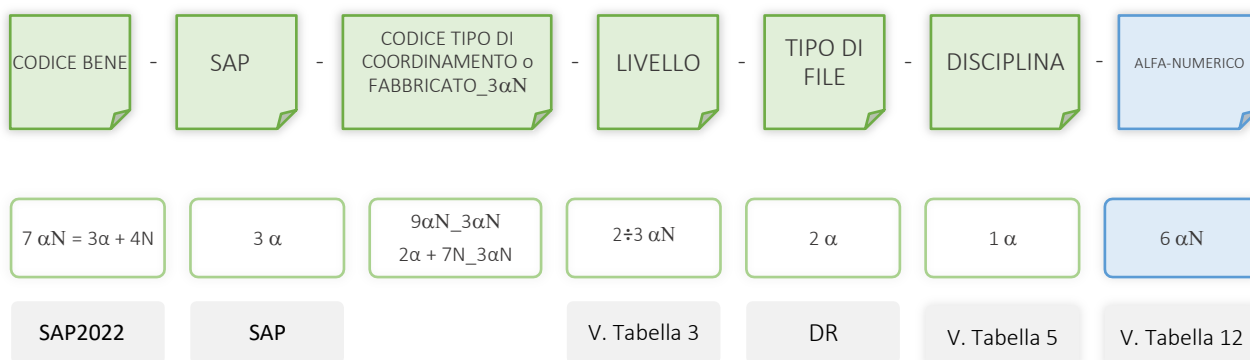 CODICE BENE - SAP - CODICE TIPO DI COORDINAMENTO o FABBRICATO_3αN - LIVELLO - TIPO DI FILE - DISCIPLINA - ALFA-NUMERICO
7 αN = 3α + 4N
3 α
9αN_3αN
2α + 7N_3αN
2÷3 αN
2 α
1 α
6 αN
SAP2022
SAP
V. Tabella 3
DR
V. Tabella 5
V. Tabella 12